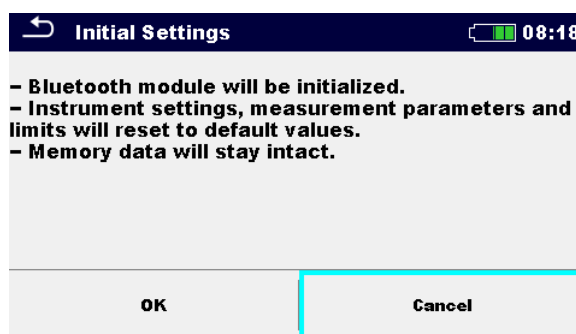 Initial Settings 08:18
– Bluetooth module will be initialized.
– Instrument settings, measurement parameters and
limits will reset to default values.
– Memory data will stay intact.
OK Cancel